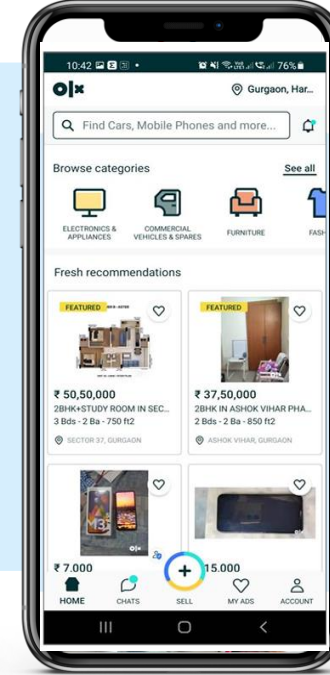 10:42
76%
olx
Gurgaon, Har...
Find Cars, Mobile Phones and more...
Browse categories
See all
ELECTRONICS &
APPLIANCES
COMMERCIAL
VEHICLES & SPARES
FURNITURE
FASH
Fresh recommendations
FEATURED
FEATURED
₹ 50,50,000
2BHK+STUDY ROOM IN SEC...
3 Bds - 2 Ba - 750 ft2
SECTOR 37, GURGAON
₹ 37,50,000
2BHK IN ASHOK VIHAR PHA...
2 Bds - 2 Ba - 850 ft2
ASHOK VIHAR, GURGAON
olx
olx
₹ 7,000
15,000
+
HOME
CHATS
SELL
MY ADS
ACCOUNT